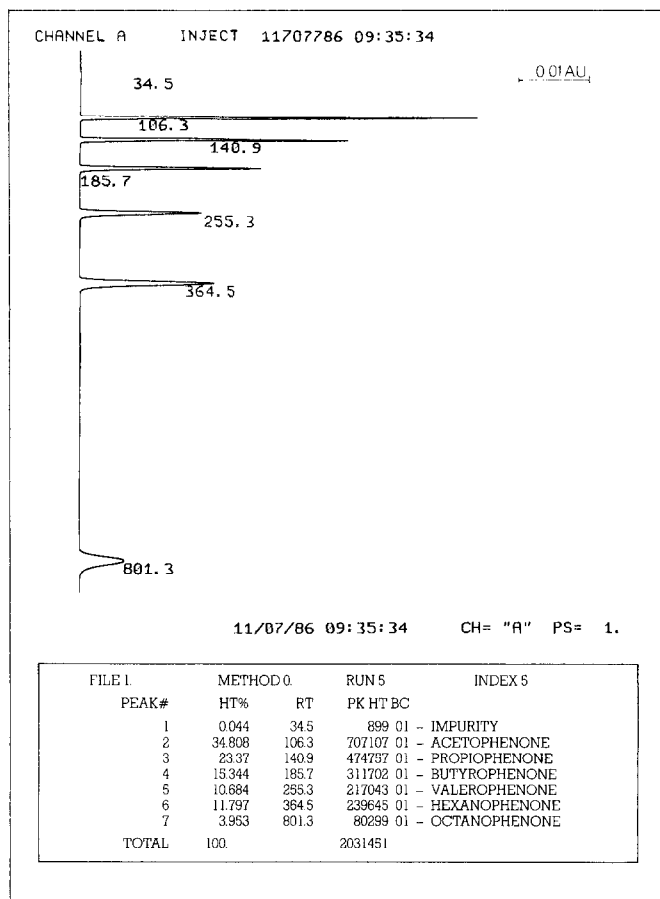 CHANNEL A INJECT 11707786 09:35:34
0.01 AU
34.5
106.3
140.9
185.7
255.3
364.5
801.3
11/07/86 09:35:34 CH= "A" PS= 1.
FILE 1. METHOD 0. RUN 5 INDEX 5
PEAK# HT% RT PK HT BC
1 0.044 34.5 899 01 - IMPURITY
2 34.808 106.3 707107 01 - ACETOPHENONE
3 23.37 140.9 474757 01 - PROPIOPHENONE
4 15.344 185.7 311702 01 - BUTYROPHENONE
5 10.684 255.3 217043 01 - VALEROPHENONE
6 11.797 364.5 239645 01 - HEXANOPHENONE
7 3.953 801.3 80299 01 - OCTANOPHENONE
TOTAL 100. 2031451